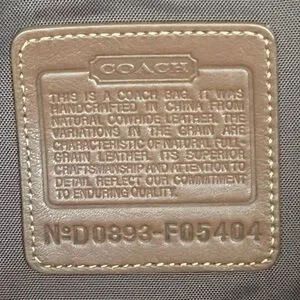 COACH
THIS IS A COACH BAG. IT WAS
HANDCRAFTED IN CHINA FROM
NATURAL COWHIDE LEATHER. THE
VARIATIONS IN THE GRAIN ARE
CHARACTERISTIC OF NATURAL FULL-
GRAIN LEATHER. ITS SUPERIOR
CRAFTSMANSHIP AND ATTENTION TO
DETAIL REFLECT OUR COMMITMENT
TO ENDURING QUALITY.
NºD0893-F05404